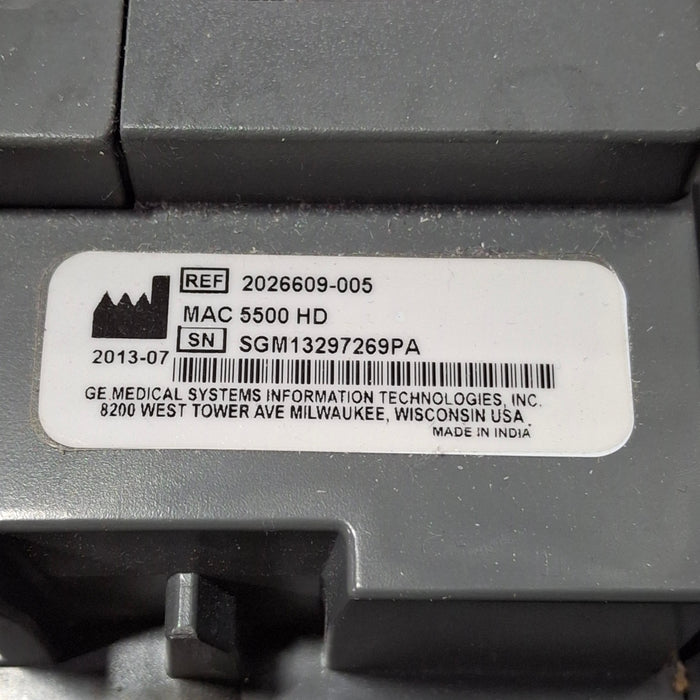 REF 2026609-005
MAC 5500 HD
SN SGM13297269PA
2013-07
GE MEDICAL SYSTEMS INFORMATION TECHNOLOGIES, INC.
8200 WEST TOWER AVE MILWAUKEE, WISCONSIN USA
MADE IN INDIA